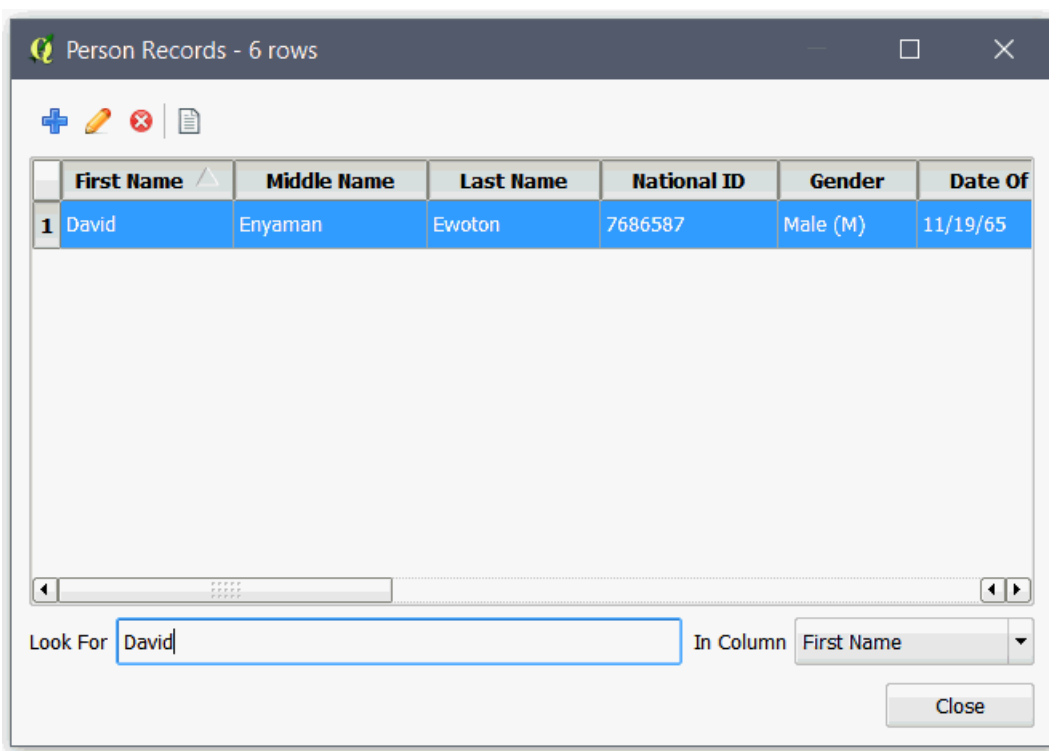 Person Records - 6 rows
First Name Middle Name Last Name National ID Gender Date Of
1 David Enyaman Ewoton 7686587 Male (M) 11/19/65
Look For David In Column First Name
Close